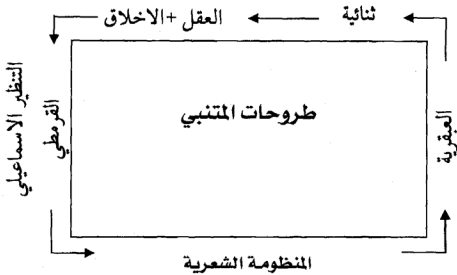 ثنائية
العقل + الاخلاق
العبقرية
طروحات المتنبي
القرمطي
التنظير الاسماعيلي
المنظومة الشعرية